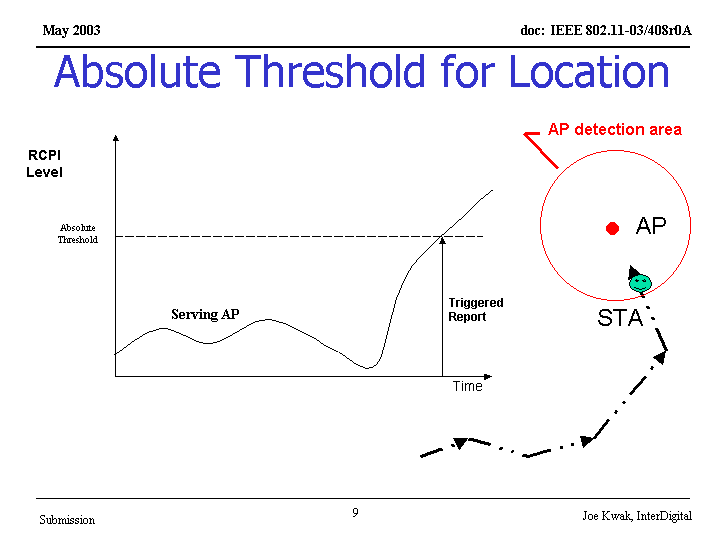 May 2003
doc: IEEE 802.11-03/408r0A
Absolute Threshold for Location
AP detection area
RCPI
Level
Absolute
Threshold
AP
Serving AP
Triggered
Report
STA
Time
Submission
9
Joe Kwak, InterDigital